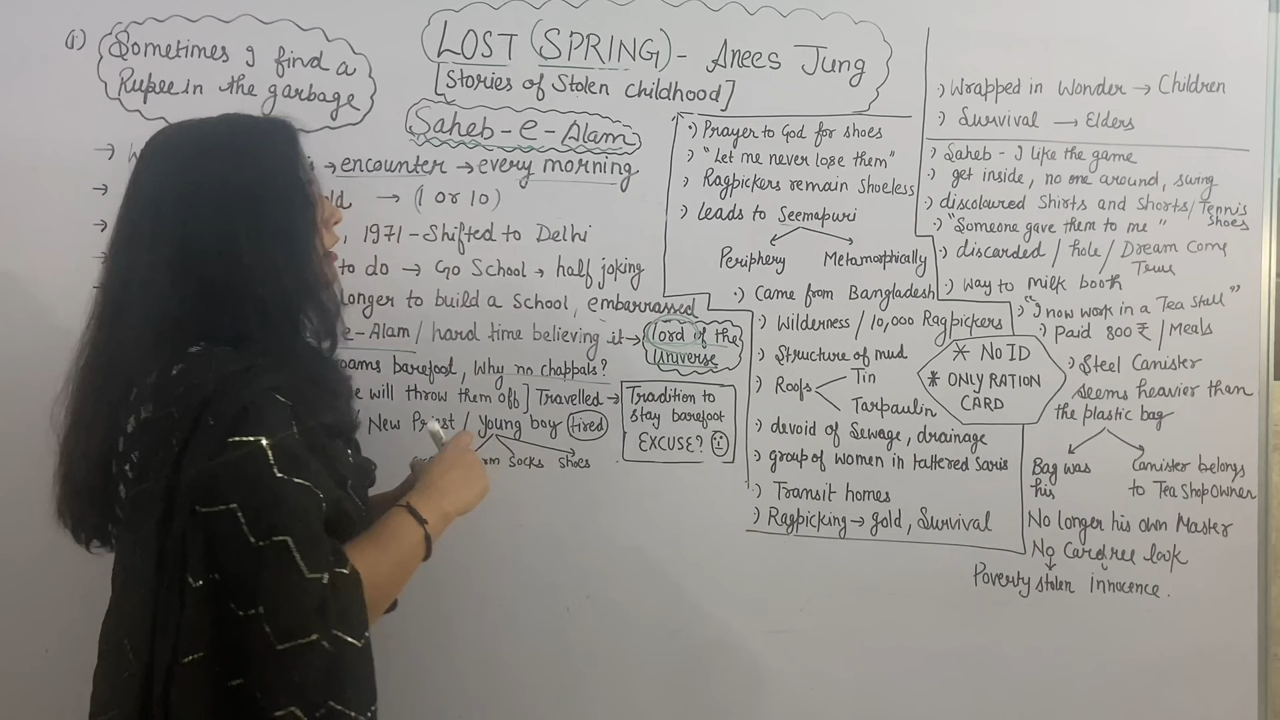 (i) Sometimes I find a
Rupee in the garbage
LOST (SPRING) - Anees Jung
[Stories of Stolen Childhood]
Saheb-e-Alam
→ encounter → every morning
→ (1 or 10)
, 1971 - Shifted to Delhi
to do → Go School → half joking
longer to build a School, embarrassed
e-Alam / hard time believing it → lord of the
Universe
barefoot, Why no chappals?
will throw them off] Travelled → Tradition to
stay barefoot
EXCUSE?
New Priest / Young boy tired
Socks Shoes
·) Prayer to God for shoes
·) "Let me never lose them"
·) Ragpickers remain Shoeless
·) leads to Seemapuri
Periphery Metamorphically
·) Came from Bangladesh
·) Wilderness / 10,000 Ragpickers
·) Structure of mud
·) Roofs Tin
Tarpaulin
·) devoid of Sewage, drainage
·) group of women in tattered Saris
·) Transit homes
·) Ragpicking → gold, Survival
* NO ID
* ONLY RATION
CARD
·) Wrapped in Wonder → Children
·) Survival → Elders
·) Saheb - I like the game
·) get inside, no one around, swing
·) discoloured Shirts and Shorts / Tennis
Shoes
·) "Someone gave them to me"
·) discarded / hole / Dream Come
True
·) Way to milk booth
·) "I now work in a Tea Stall"
·) Paid 800 ₹ / Meals
·) Steel Canister
seems heavier than
the plastic bag
Bag was
his
Canister belongs
to Tea Shop Owner
No longer his own Master
No Carefree look
Poverty stolen innocence.